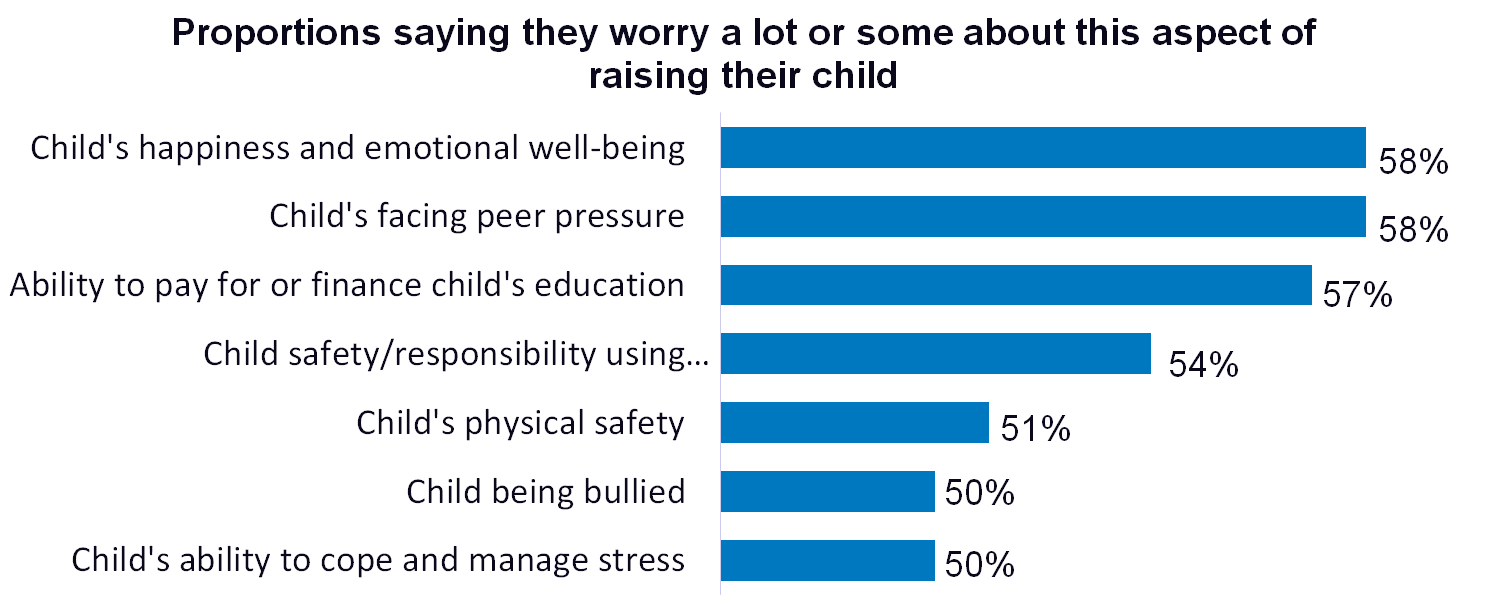 Proportions saying they worry a lot or some about this aspect of
raising their child
Child's happiness and emotional well-being 58%
Child's facing peer pressure 58%
Ability to pay for or finance child's education 57%
Child safety/responsibility using... 54%
Child's physical safety 51%
Child being bullied 50%
Child's ability to cope and manage stress 50%